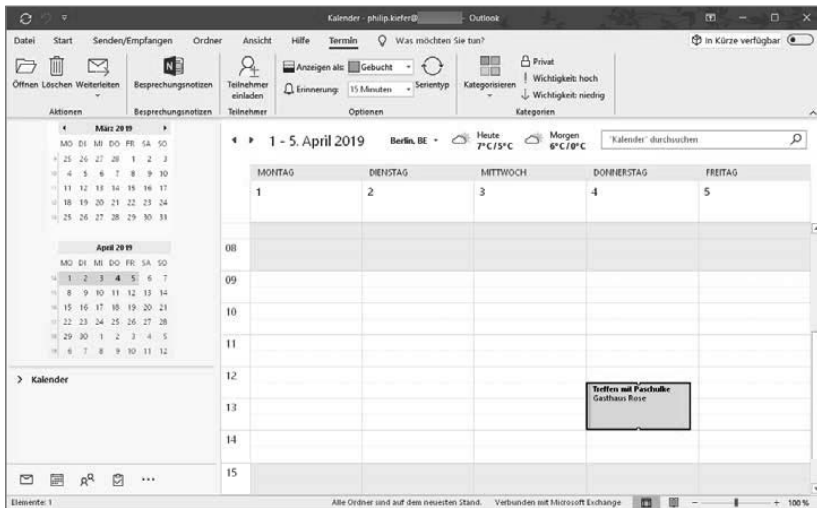 Kalender - philip.kiefer@ - Outlook
Datei Start Senden/Empfangen Ordner Ansicht Hilfe Termin Was möchten Sie tun? In Kürze verfügbar
Öffnen Löschen Weiterleiten Besprechungsnotizen Teilnehmer einladen Anzeigen als: Gebucht Serientyp Kategorisieren Privat
Erinnerung: 15 Minuten Wichtigkeit: hoch
Wichtigkeit: niedrig
Aktionen Besprechungsnotizen Teilnehmer Optionen Kategorien
März 2019
MO DI MI DO FR SA SO
25 26 27 28 1 2 3
4 5 6 7 8 9 10
11 12 13 14 15 16 17
18 19 20 21 22 23 24
25 26 27 28 29 30 31
April 2019
MO DI MI DO FR SA SO
14 1 2 3 4 5 6 7
8 9 10 11 12 13 14
15 16 17 18 19 20 21
22 23 24 25 26 27 28
29 30 1 2 3 4 5
6 7 8 9 10 11 12
Kalender
1 - 5. April 2019 Berlin, BE Heute 7°C/5°C Morgen 6°C/0°C "Kalender" durchsuchen
MONTAG DIENSTAG MITTWOCH DONNERSTAG FREITAG
1 2 3 4 5
08
09
10
11
12
Treffen mit Paschulke
Gasthaus Rose
13
14
15
Elemente: 1 Alle Ordner sind auf dem neuesten Stand. Verbunden mit Microsoft Exchange 100 %